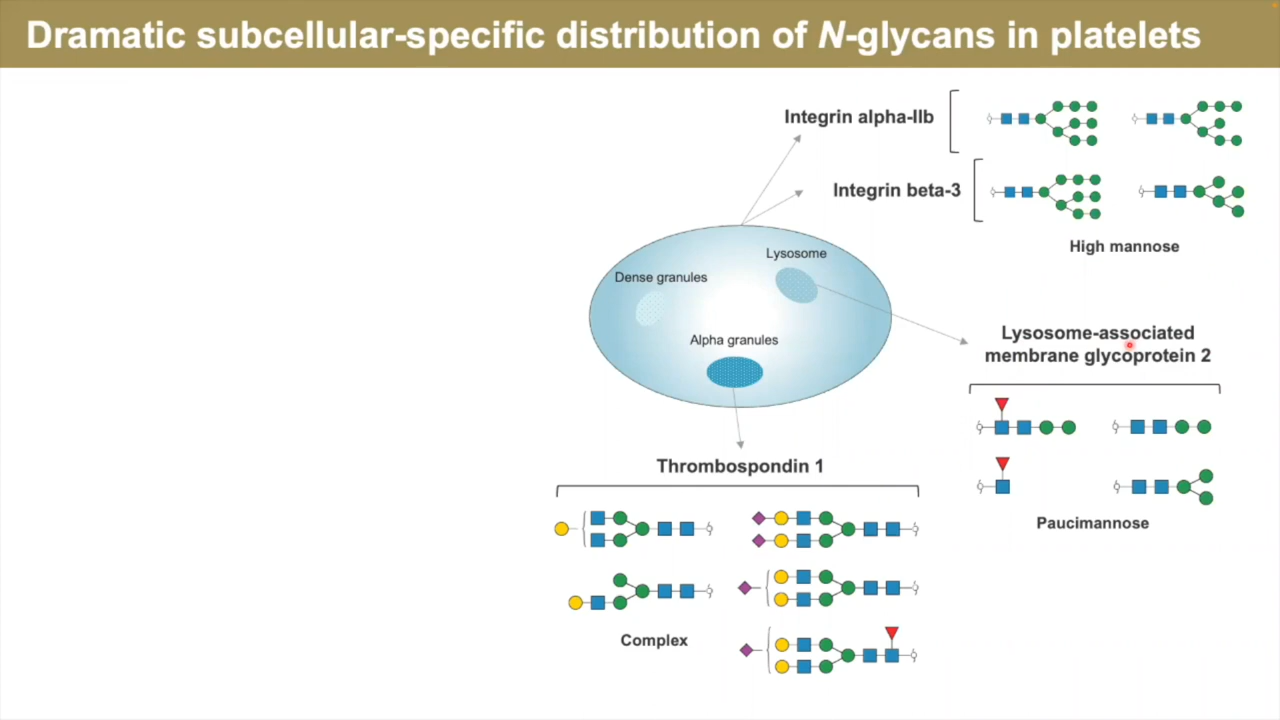 Dramatic subcellular-specific distribution of N-glycans in platelets
Integrin alpha-IIb
Integrin beta-3
High mannose
Lysosome
Dense granules
Alpha granules
Lysosome-associated
membrane glycoprotein 2
Paucimannose
Thrombospondin 1
Complex